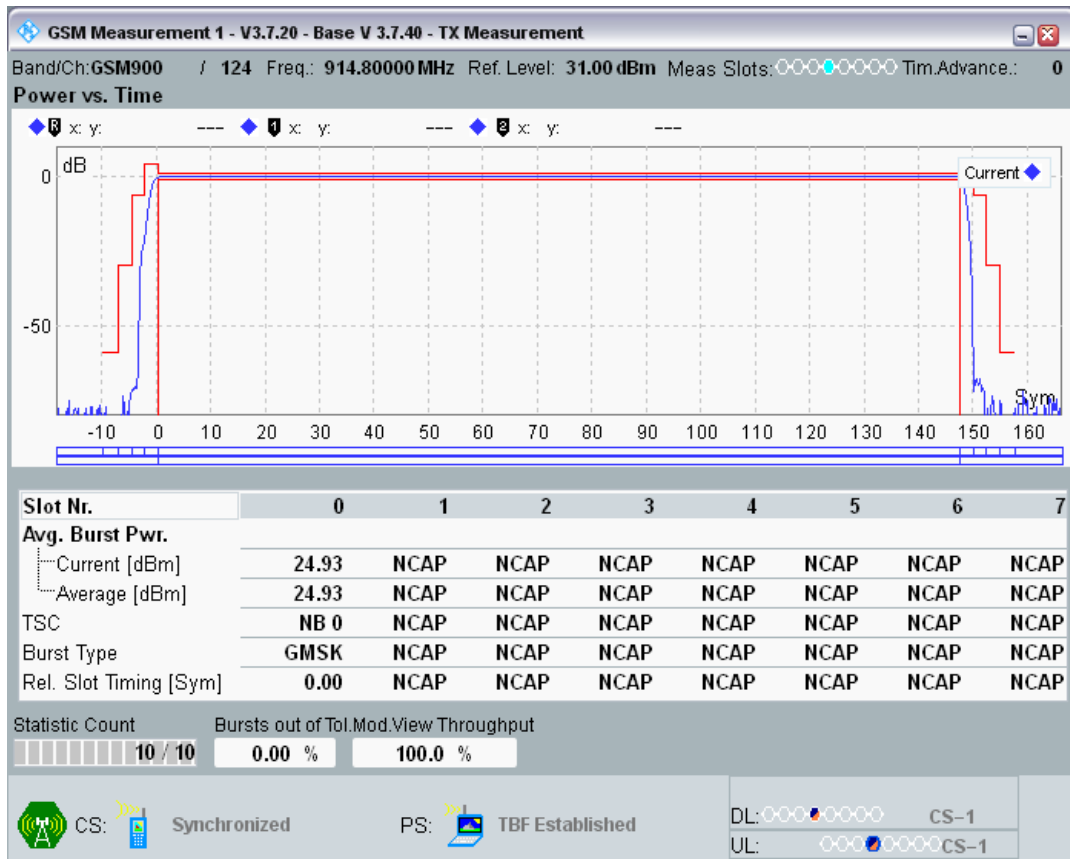 GSM Measurement 1 - V3.7.20 - Base V 3.7.40 - TX Measurement
Band/Ch:GSM900 / 124 Freq.: 914.80000 MHz Ref. Level: 31.00 dBm Meas Slots: Tim.Advance.: 0
Power vs. Time
R x: y: --- 1 x: y: --- 2 x: y: ---
dB
Current
0
-50
Sym
-10 0 10 20 30 40 50 60 70 80 90 100 110 120 130 140 150 160
Slot Nr. 0 1 2 3 4 5 6 7
Avg. Burst Pwr.
Current [dBm] 24.93 NCAP NCAP NCAP NCAP NCAP NCAP NCAP
Average [dBm] 24.93 NCAP NCAP NCAP NCAP NCAP NCAP NCAP
TSC NB 0 NCAP NCAP NCAP NCAP NCAP NCAP NCAP
Burst Type GMSK NCAP NCAP NCAP NCAP NCAP NCAP NCAP
Rel. Slot Timing [Sym] 0.00 NCAP NCAP NCAP NCAP NCAP NCAP NCAP
Statistic Count Bursts out of Tol. Mod.View Throughput
10 / 10 0.00 % 100.0 %
CS: Synchronized PS: TBF Established
DL: CS-1
UL: CS-1